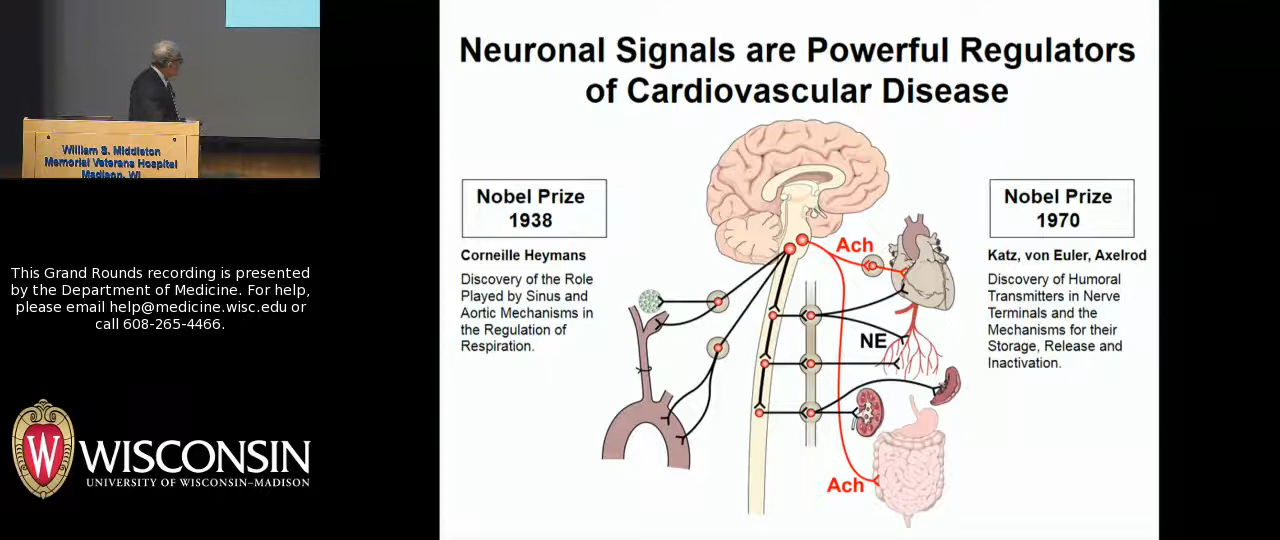 William S. Middleton
Memorial Veterans Hospital
Madison, WI
This Grand Rounds recording is presented
by the Department of Medicine. For help,
please email help@medicine.wisc.edu or
call 608-265-4466.
W
WISCONSIN
UNIVERSITY OF WISCONSIN–MADISON
Neuronal Signals are Powerful Regulators
of Cardiovascular Disease
Nobel Prize
1938
Corneille Heymans
Discovery of the Role
Played by Sinus and
Aortic Mechanisms in
the Regulation of
Respiration.
Ach
NE
Ach
Nobel Prize
1970
Katz, von Euler, Axelrod
Discovery of Humoral
Transmitters in Nerve
Terminals and the
Mechanisms for their
Storage, Release and
Inactivation.